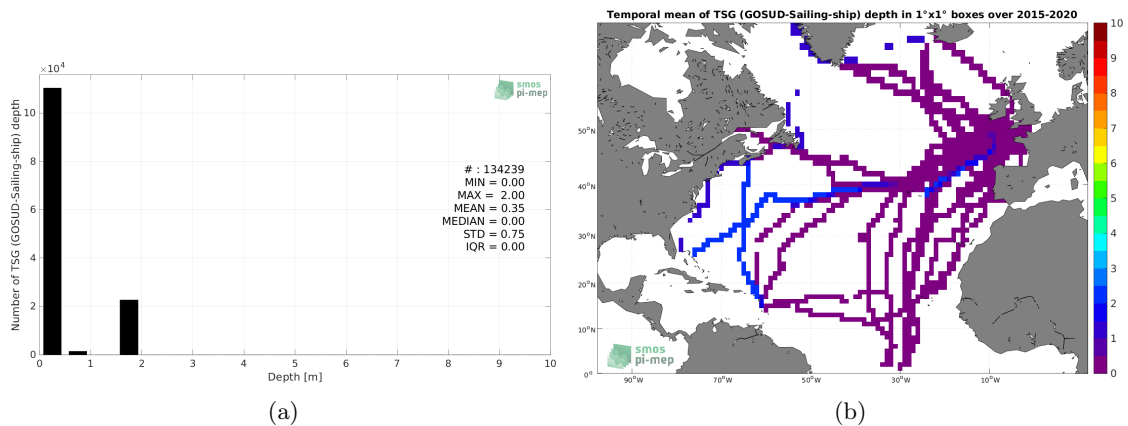 ×10⁴
Number of TSG (GOSUD-Sailing-ship) depth
10
8
6
4
2
0
smos
pi-mep
# : 134239
MIN = 0.00
MAX = 2.00
MEAN = 0.35
MEDIAN = 0.00
STD = 0.75
IQR = 0.00
0 1 2 3 4 5 6 7 8 9 10
Depth [m]
(a)
Temporal mean of TSG (GOSUD-Sailing-ship) depth in 1°x1° boxes over 2015-2020
50°N
40°N
30°N
20°N
10°N
0°
90°W 70°W 50°W 30°W 10°W
smos
pi-mep
10
9
8
7
6
5
4
3
2
1
0
(b)